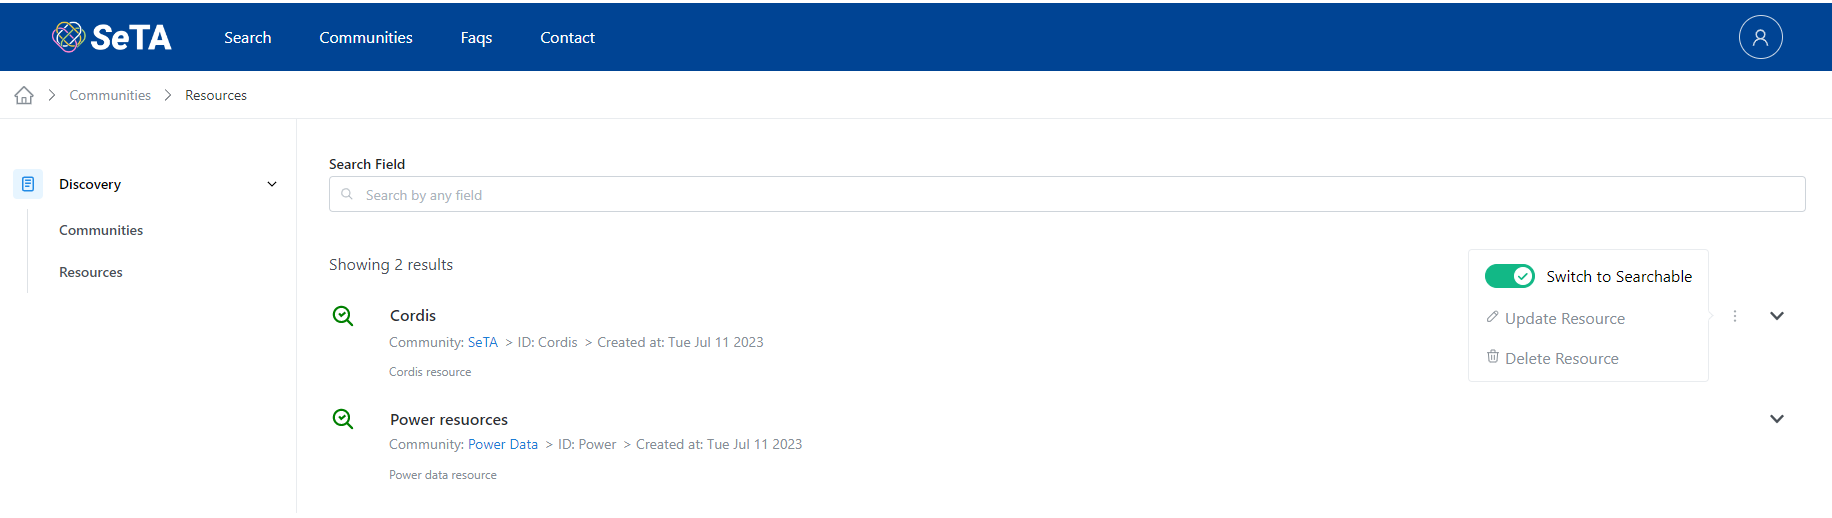 SeTA Search Communities Faqs Contact
Communities Resources
Discovery
Communities
Resources
Search Field
Search by any field
Showing 2 results
Switch to Searchable
Update Resource
Delete Resource
Cordis
Community: SeTA > ID: Cordis > Created at: Tue Jul 11 2023
Cordis resource
Power resuorces
Community: Power Data > ID: Power > Created at: Tue Jul 11 2023
Power data resource